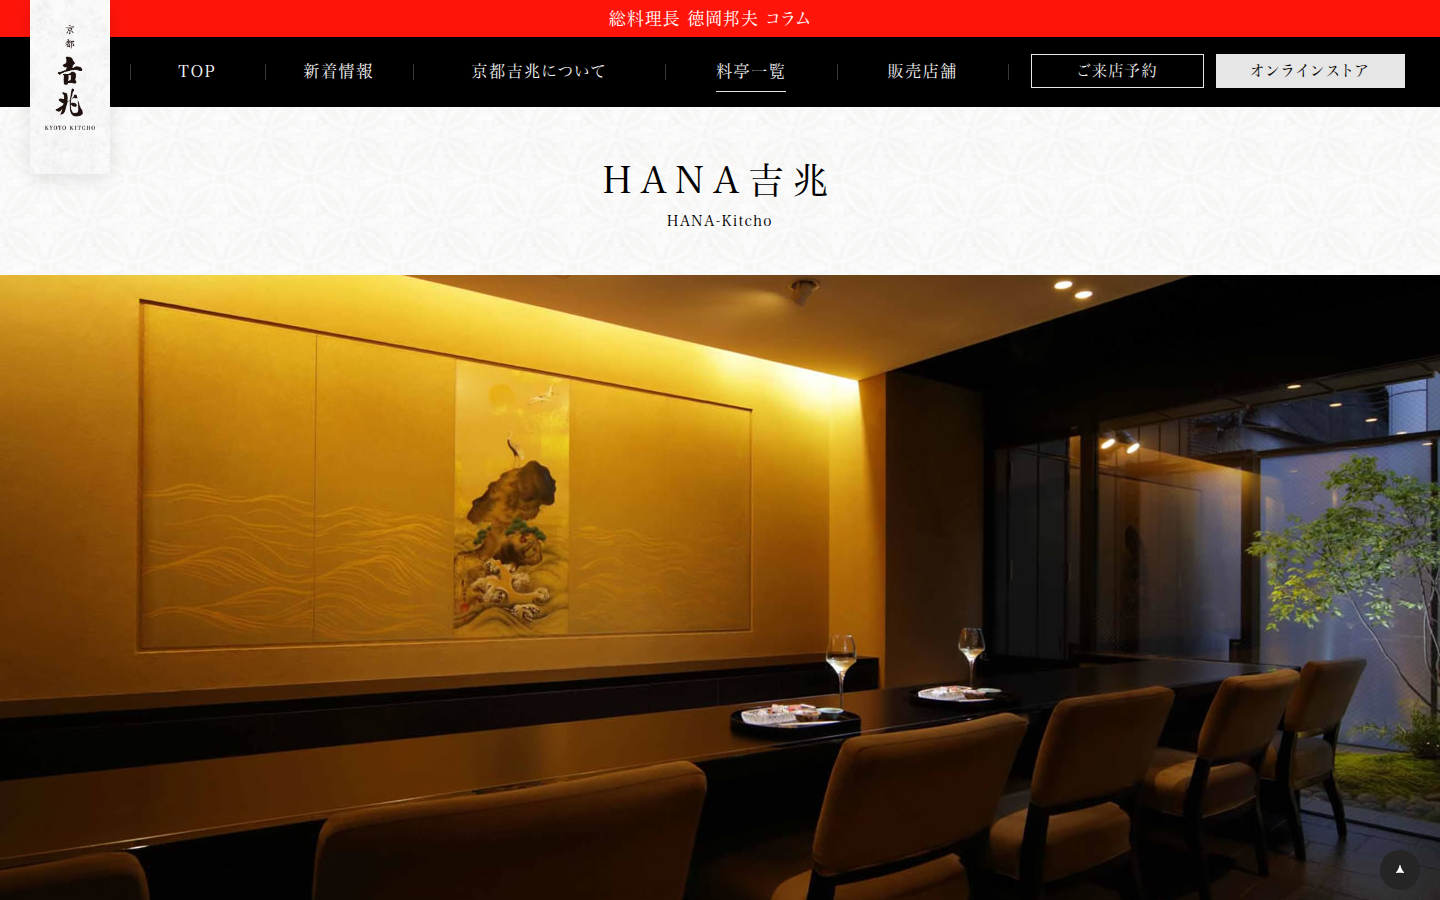 総料理長 徳岡邦夫 コラム
京都
吉兆
KYOTO KITCHO
TOP
新着情報
京都吉兆について
料亭一覧
販売店舗
ご来店予約
オンラインストア
HANA吉兆
HANA-Kitcho